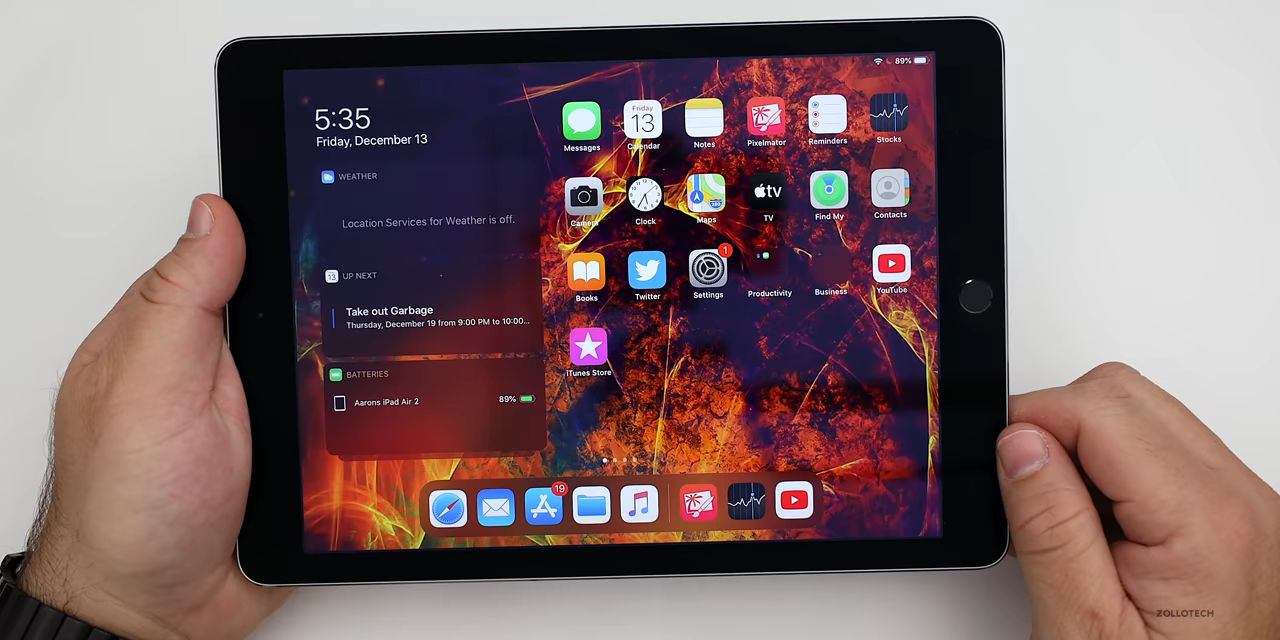 89%
5:35
Friday, December 13
WEATHER
Location Services for Weather is off.
13 UP NEXT
Take out Garbage
Thursday, December 19 from 9:00 PM to 10:00...
BATTERIES
Aarons iPad Air 2 89%
Friday
13
Messages Calendar Notes Pixelmator Reminders Stocks
tv
Camera Clock Maps TV Find My Contacts
1
Books Twitter Settings Productivity Business YouTube
iTunes Store
19
ZOLLOTECH